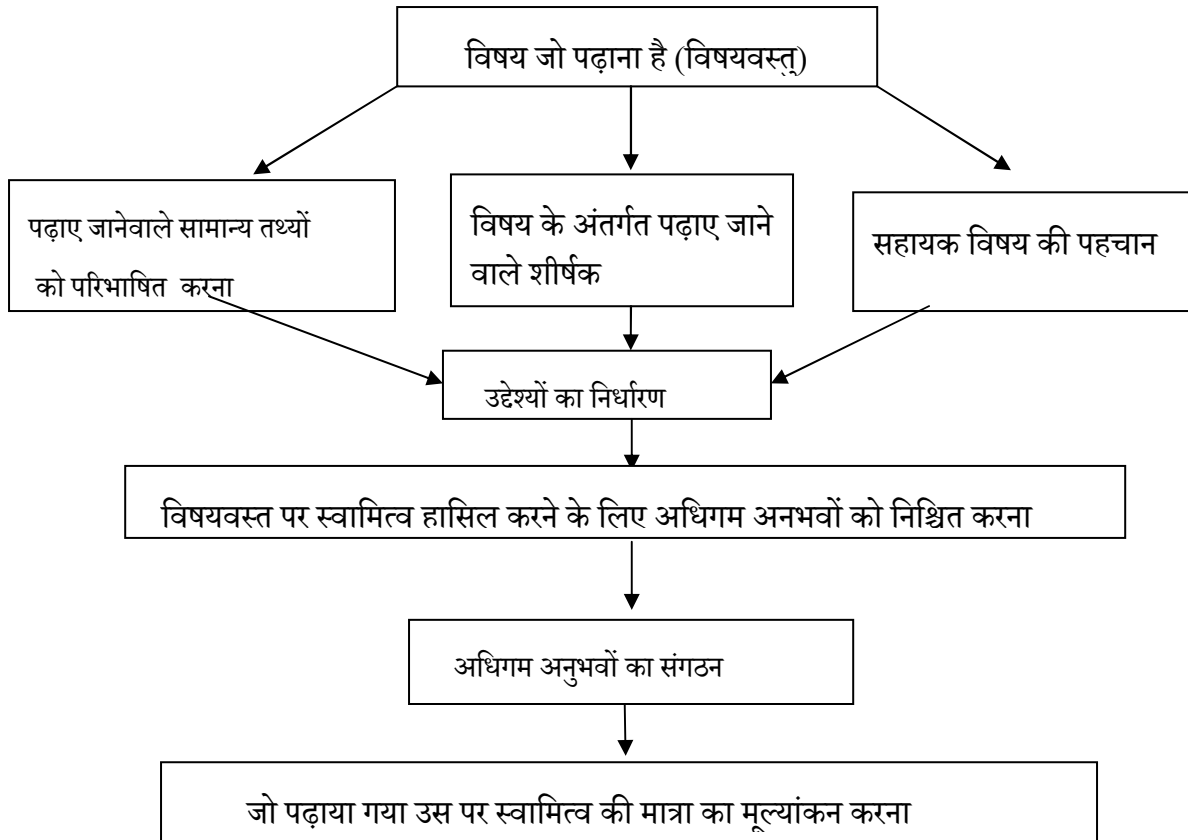 विषय जो पढ़ाना है (विषयवस्तु)
पढ़ाए जानेवाले सामान्य तथ्यों
को परिभाषित करना
विषय के अंतर्गत पढ़ाए जाने
वाले शीर्षक
सहायक विषय की पहचान
उद्देश्यों का निर्धारण
विषयवस्त पर स्वामित्व हासिल करने के लिए अधिगम अनभवों को निश्चित करना
अधिगम अनुभवों का संगठन
जो पढ़ाया गया उस पर स्वामित्व की मात्रा का मूल्यांकन करना